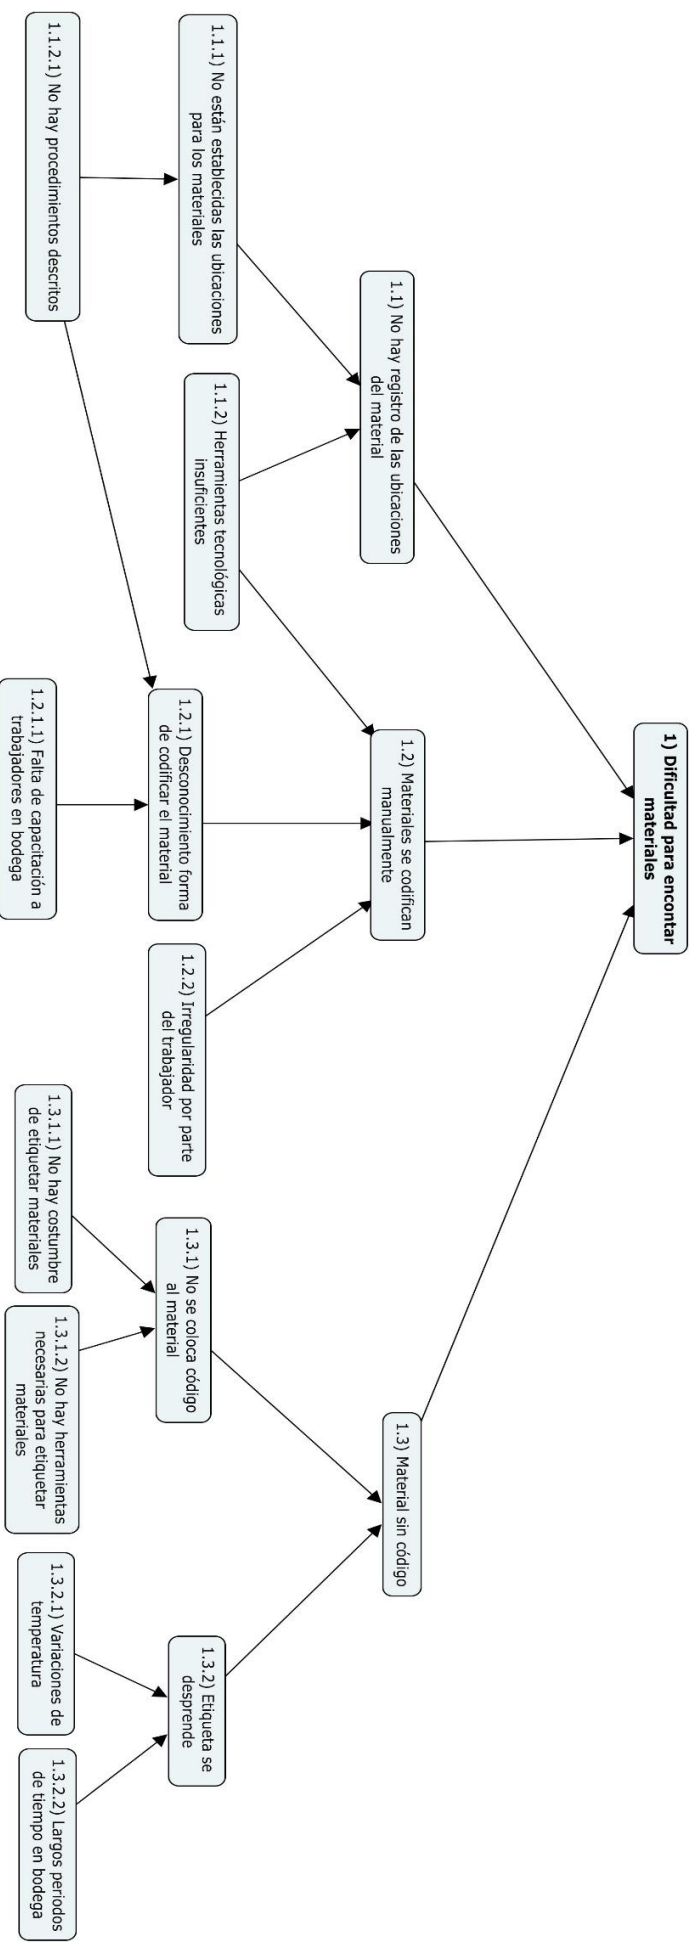 1) Dificultad para encontar
materiales
1.1) No hay registro de las ubicaciones
del material
1.2) Materiales se codifican
manualmente
1.3) Material sin código
1.1.1) No están establecidas las ubicaciones
para los materiales
1.1.2) Herramientas tecnológicas
insuficientes
1.2.1) Desconocimiento forma
de codificar el material
1.2.2) Irregularidad por parte
del trabajador
1.3.1) No se coloca código
al material
1.3.2) Etiqueta se
desprende
1.1.2.1) No hay procedimientos descritos
1.2.1.1) Falta de capacitación a
trabajadores en bodega
1.3.1.1) No hay costumbre
de etiquetar materiales
1.3.1.2) No hay herramientas
necesarias para etiquetar
materiales
1.3.2.1) Variaciones de
temperatura
1.3.2.2) Largos periodos
de tiempo en bodega